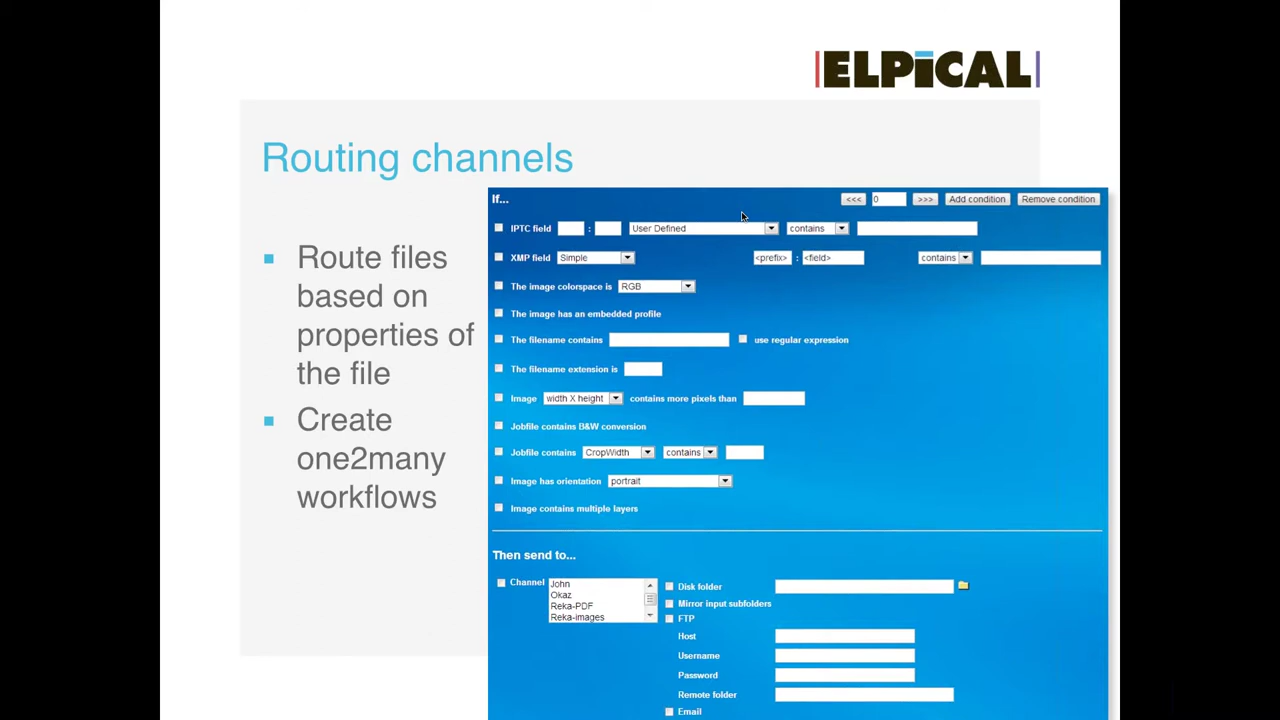 ELPiCAL
Routing channels
Route files
based on
properties of
the file
Create
one2many
workflows
If...
<<< 0 >>> Add condition Remove condition
IPTC field : User Defined contains
XMP field Simple <prefix> : <field> contains
The image colorspace is RGB
The image has an embedded profile
The filename contains use regular expression
The filename extension is
Image width X height contains more pixels than
Jobfile contains B&W conversion
Jobfile contains CropWidth contains
Image has orientation portrait
Image contains multiple layers
Then send to...
Channel
John
Okaz
Reka-PDF
Reka-images
Disk folder
Mirror input subfolders
FTP
Host
Username
Password
Remote folder
Email